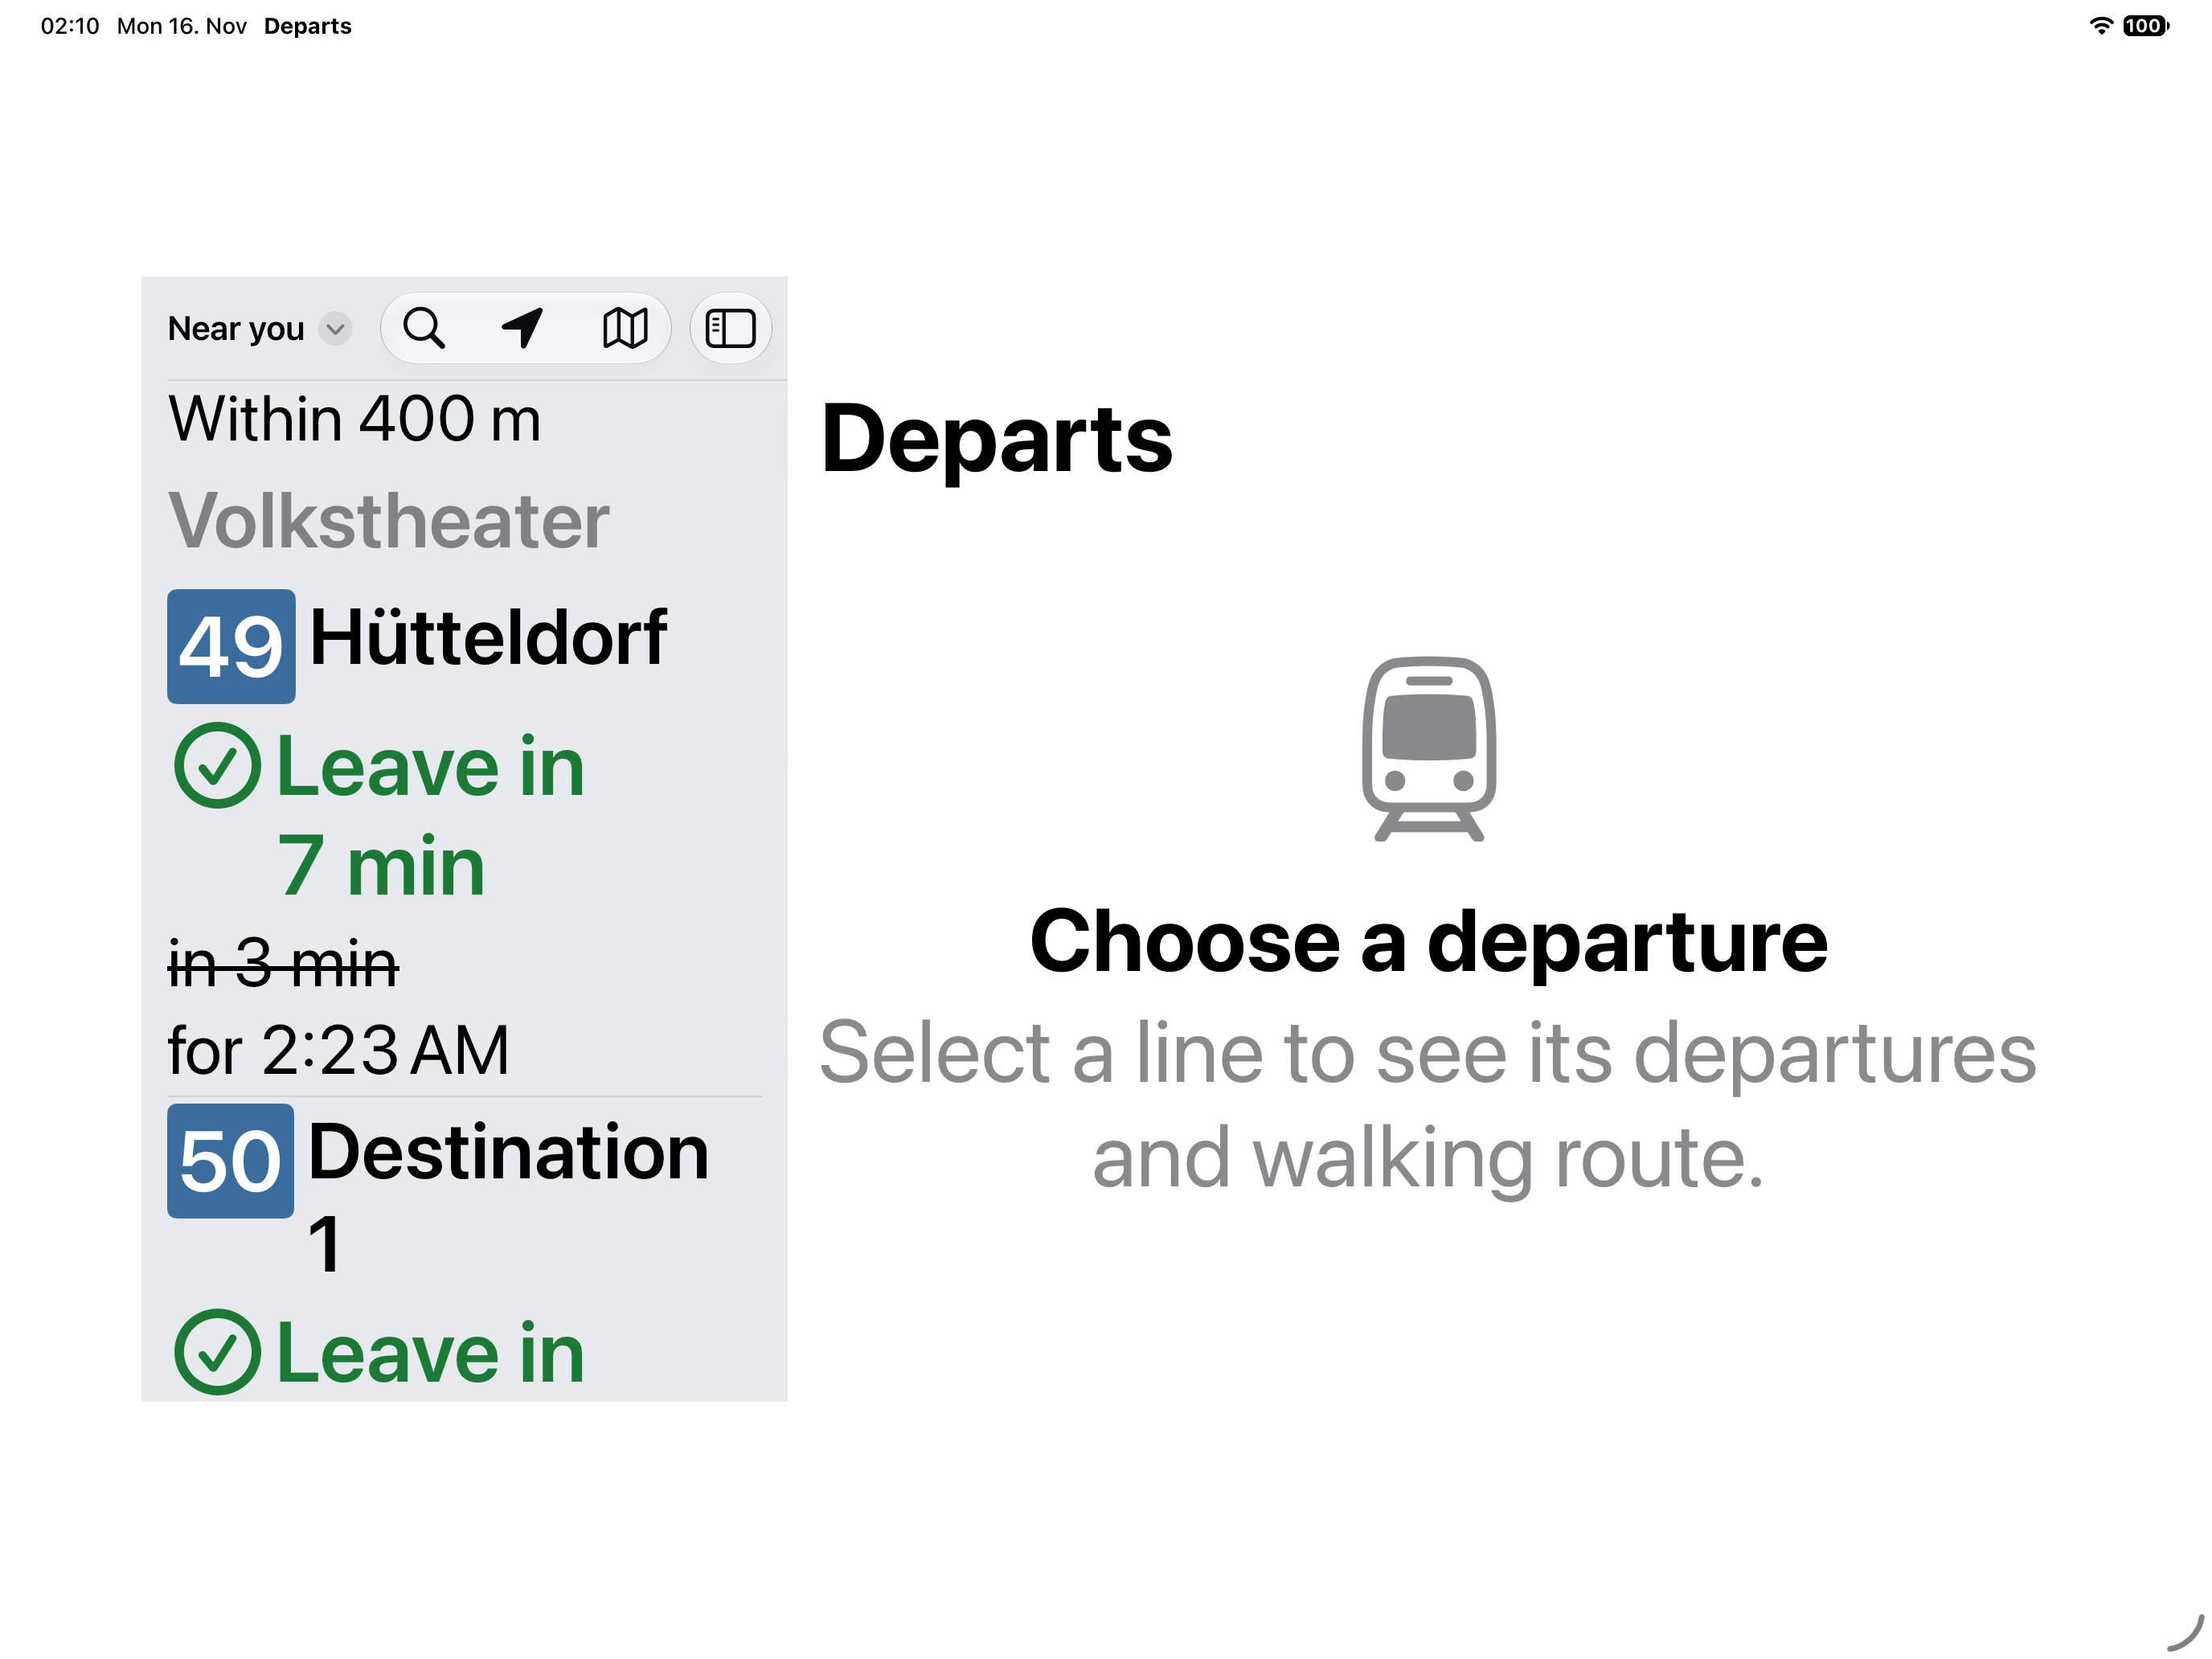 02:10 Mon 16. Nov Departs
100
Near you
Within 400 m
Volkstheater
49 Hütteldorf
Leave in
7 min
in 3 min
for 2:23 AM
50 Destination
1
Leave in
Departs
Choose a departure
Select a line to see its departures
and walking route.